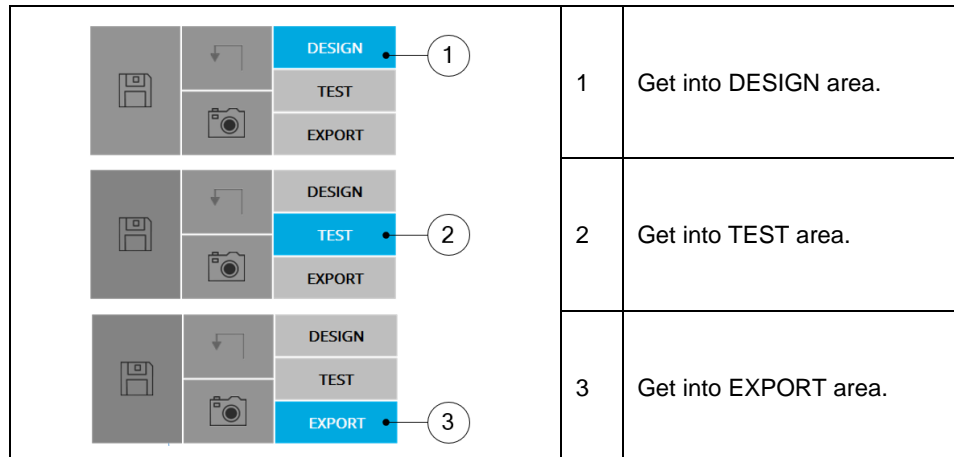 DESIGN
1
TEST
EXPORT
1
Get into DESIGN area.
DESIGN
TEST
2
EXPORT
2
Get into TEST area.
DESIGN
TEST
EXPORT
3
3
Get into EXPORT area.